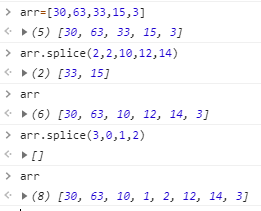 > arr=[30,63,33,15,3]
<· ▶ (5) [30, 63, 33, 15, 3]
> arr.splice(2,2,10,12,14)
<· ▶ (2) [33, 15]
> arr
<· ▶ (6) [30, 63, 10, 12, 14, 3]
> arr.splice(3,0,1,2)
<· ▶ []
> arr
<· ▶ (8) [30, 63, 10, 1, 2, 12, 14, 3]